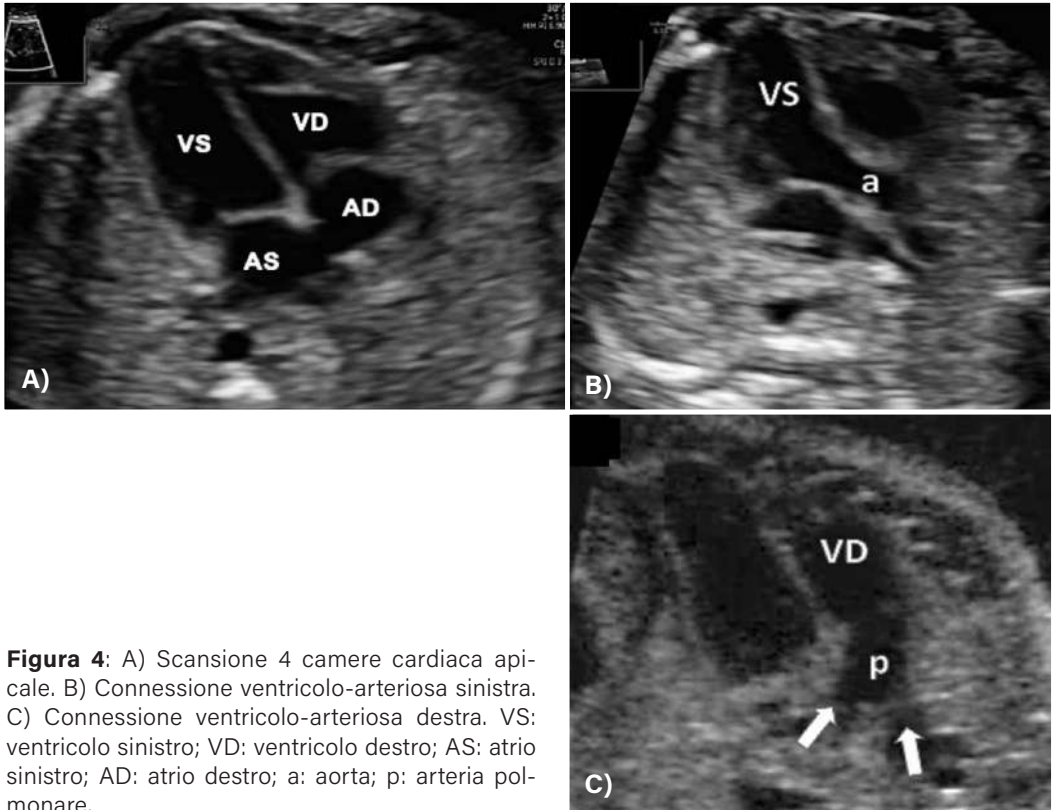 VS
VD
AD
AS
A)
VS
a
B)
VD
p
C)
Figura 4: A) Scansione 4 camere cardiaca api-
cale. B) Connessione ventricolo-arteriosa sinistra.
C) Connessione ventricolo-arteriosa destra. VS:
ventricolo sinistro; VD: ventricolo destro; AS: atrio
sinistro; AD: atrio destro; a: aorta; p: arteria pol-
monare.